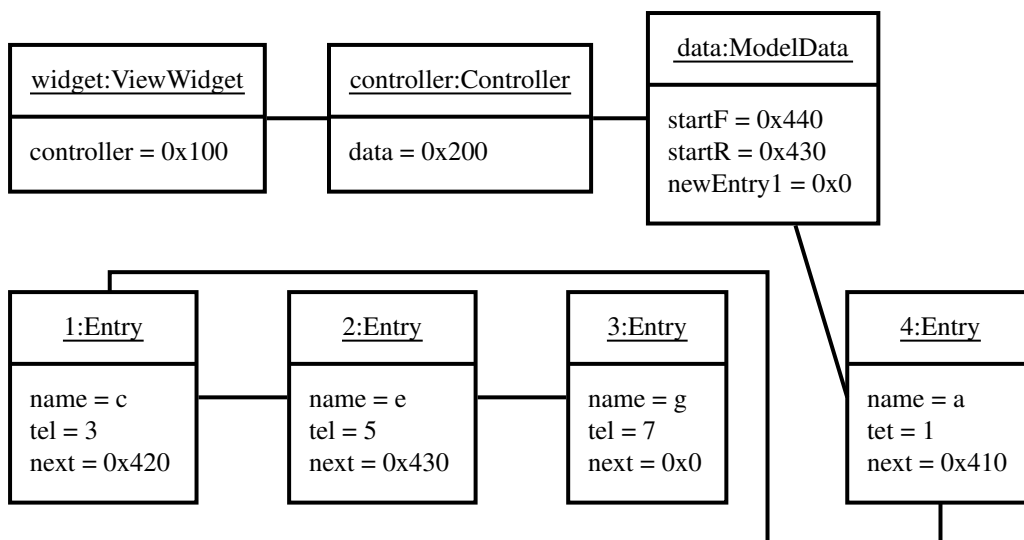 widget:ViewWidget
controller = 0x100
controller:Controller
data = 0x200
data:ModelData
startF = 0x440
startR = 0x430
newEntry1 = 0x0
1:Entry
name = c
tel = 3
next = 0x420
2:Entry
name = e
tel = 5
next = 0x430
3:Entry
name = g
tel = 7
next = 0x0
4:Entry
name = a
tet = 1
next = 0x410